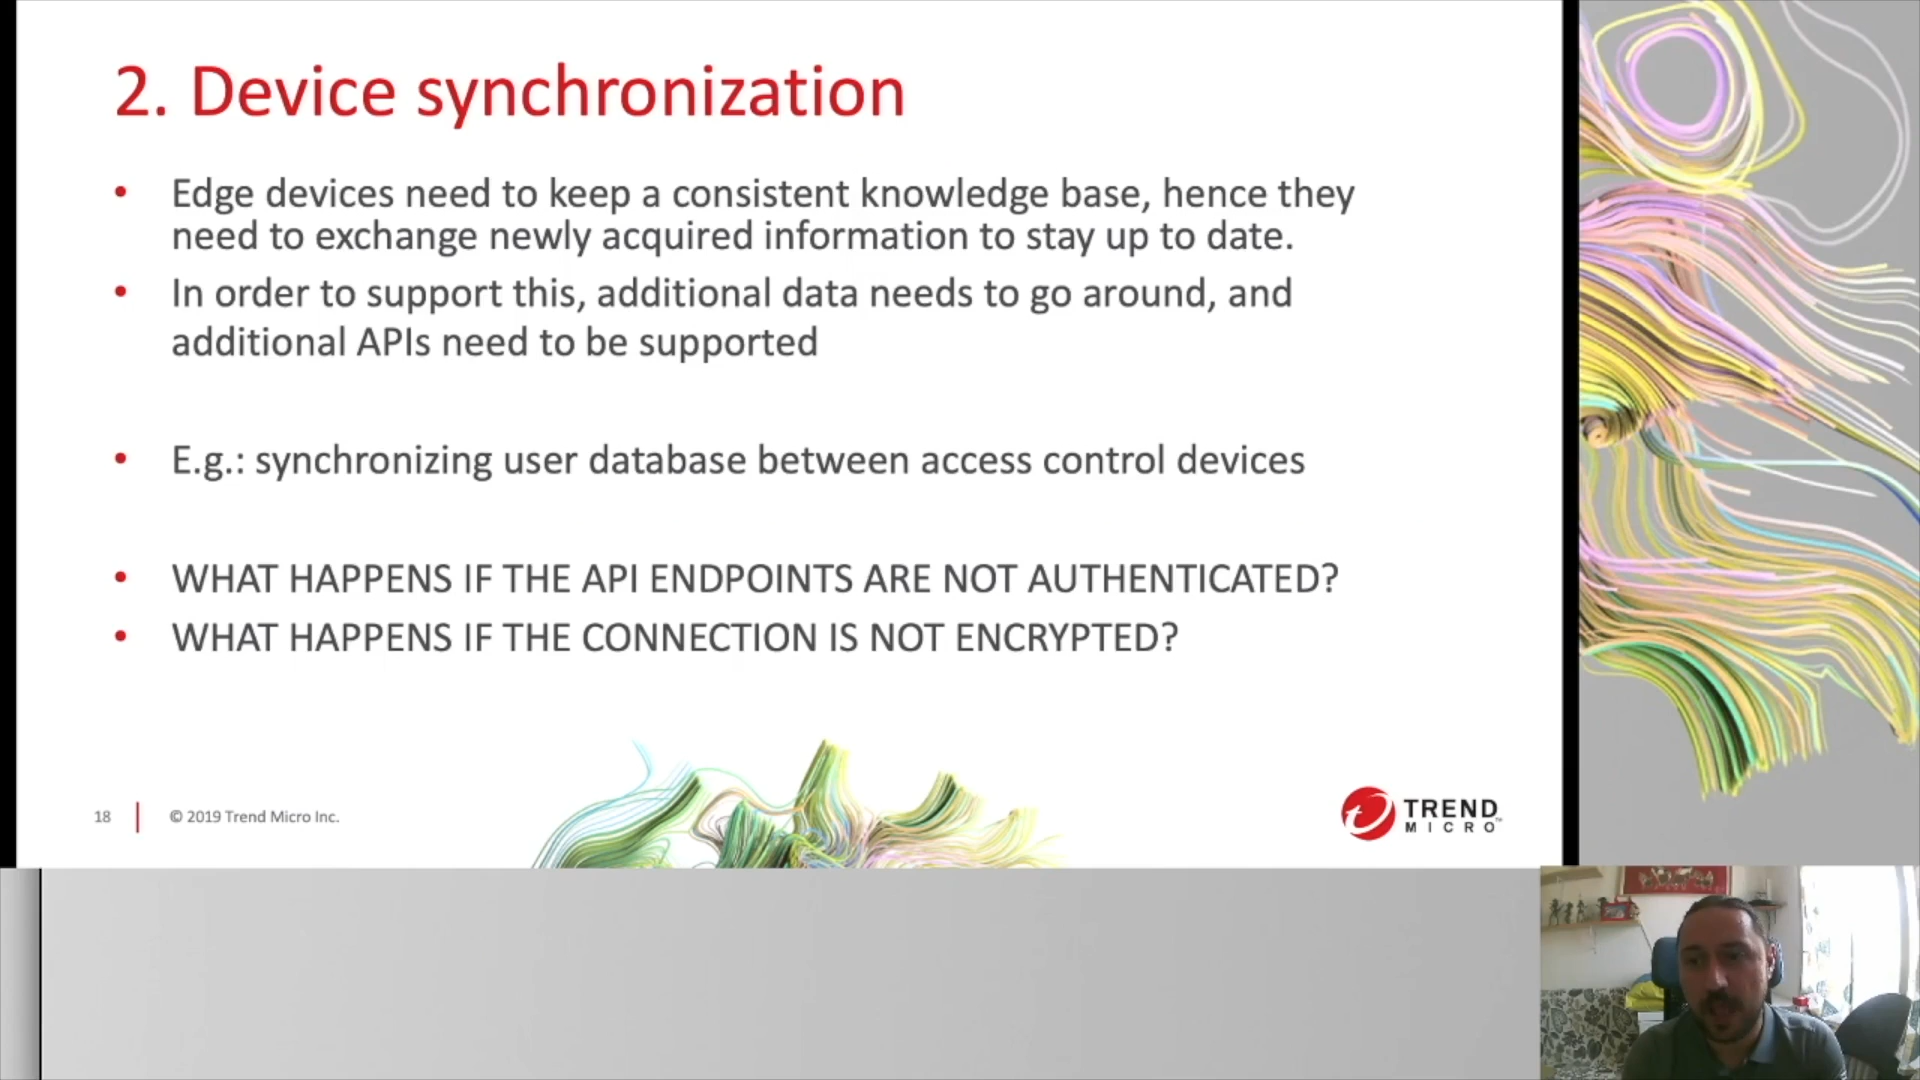 2. Device synchronization
• Edge devices need to keep a consistent knowledge base, hence they
need to exchange newly acquired information to stay up to date.
• In order to support this, additional data needs to go around, and
additional APIs need to be supported
• E.g.: synchronizing user database between access control devices
• WHAT HAPPENS IF THE API ENDPOINTS ARE NOT AUTHENTICATED?
• WHAT HAPPENS IF THE CONNECTION IS NOT ENCRYPTED?
18
© 2019 Trend Micro Inc.
TREND
MICRO™